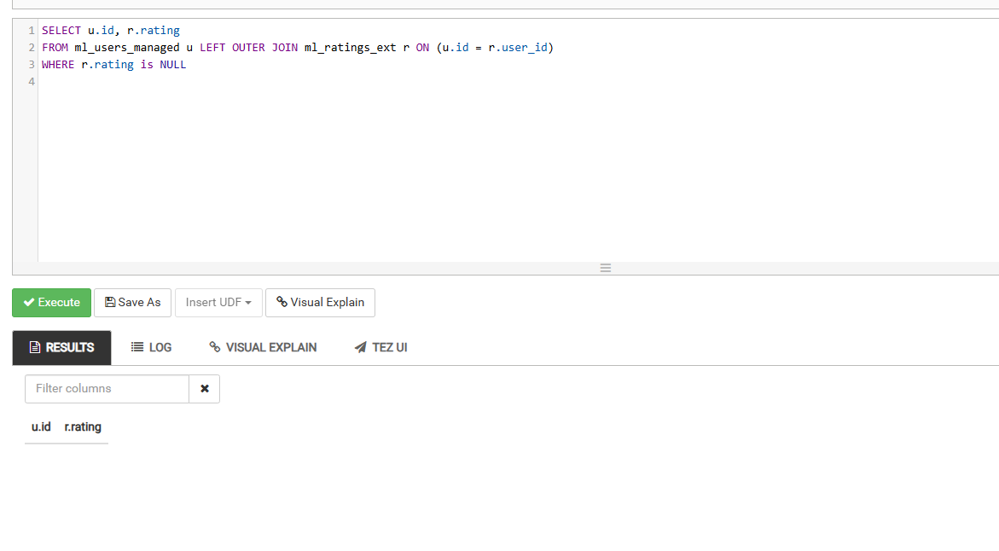 1 SELECT u.id, r.rating
2 FROM ml_users_managed u LEFT OUTER JOIN ml_ratings_ext r ON (u.id = r.user_id)
3 WHERE r.rating is NULL
4
Execute Save As Insert UDF Visual Explain
RESULTS LOG VISUAL EXPLAIN TEZ UI
Filter columns
u.id r.rating